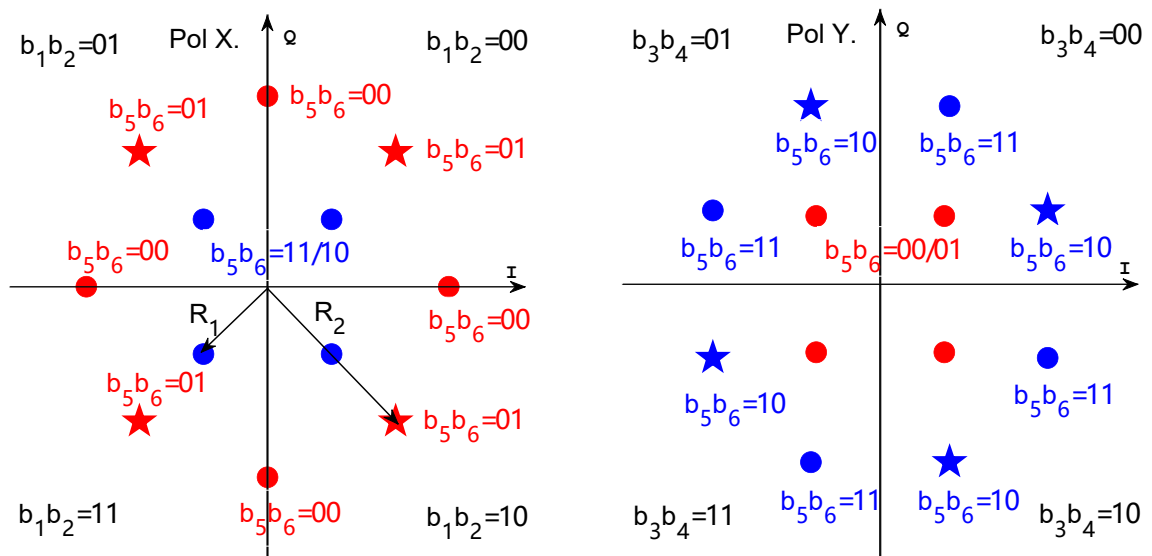 Pol X.
Q
b₁b₂=01
b₁b₂=00
b₅b₆=00
b₅b₆=01
b₅b₆=01
b₅b₆=11/10
b₅b₆=00
I
b₅b₆=00
R₁
R₂
b₅b₆=01
b₅b₆=01
b₅b₆=00
b₁b₂=11
b₁b₂=10
Pol Y.
Q
b₃b₄=01
b₃b₄=00
b₅b₆=10
b₅b₆=11
b₅b₆=11
b₅b₆=00/01
b₅b₆=10
I
b₅b₆=10
b₅b₆=11
b₅b₆=11
b₅b₆=10
b₃b₄=11
b₃b₄=10